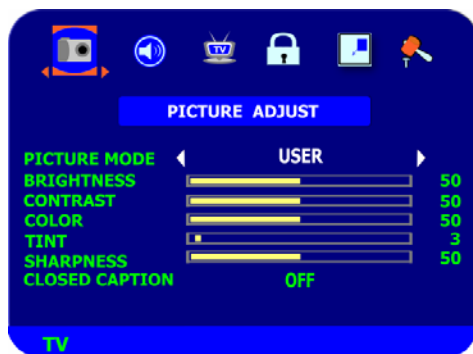 TV
PICTURE ADJUST
PICTURE MODE USER
BRIGHTNESS 50
CONTRAST 50
COLOR 50
TINT 3
SHARPNESS 50
CLOSED CAPTION OFF
TV